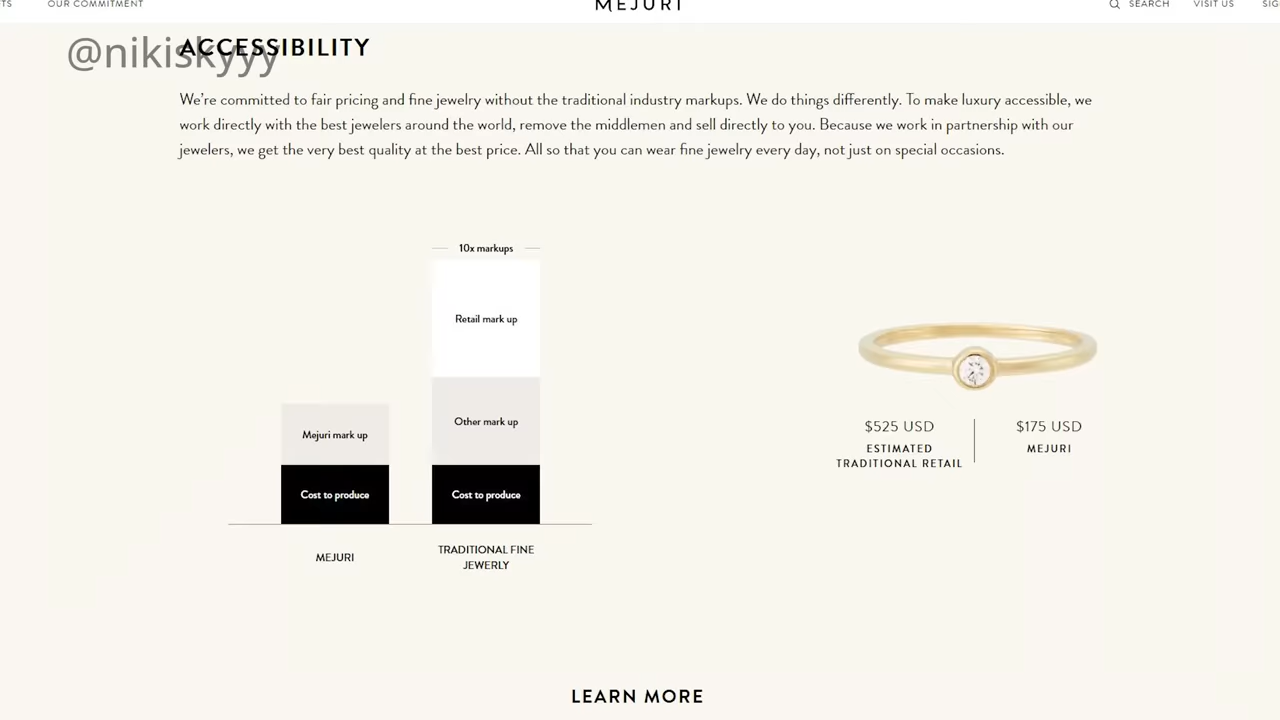 OUR COMMITMENT
MEJURI
SEARCH
VISIT US
@nikiskyyy
ACCESSIBILITY
We're committed to fair pricing and fine jewelry without the traditional industry markups. We do things differently. To make luxury accessible, we
work directly with the best jewelers around the world, remove the middlemen and sell directly to you. Because we work in partnership with our
jewelers, we get the very best quality at the best price. All so that you can wear fine jewelry every day, not just on special occasions.
10x markups
Retail mark up
Other mark up
Mejuri mark up
Cost to produce
Cost to produce
MEJURI
TRADITIONAL FINE
JEWERLY
$525 USD
ESTIMATED
TRADITIONAL RETAIL
$175 USD
MEJURI
LEARN MORE